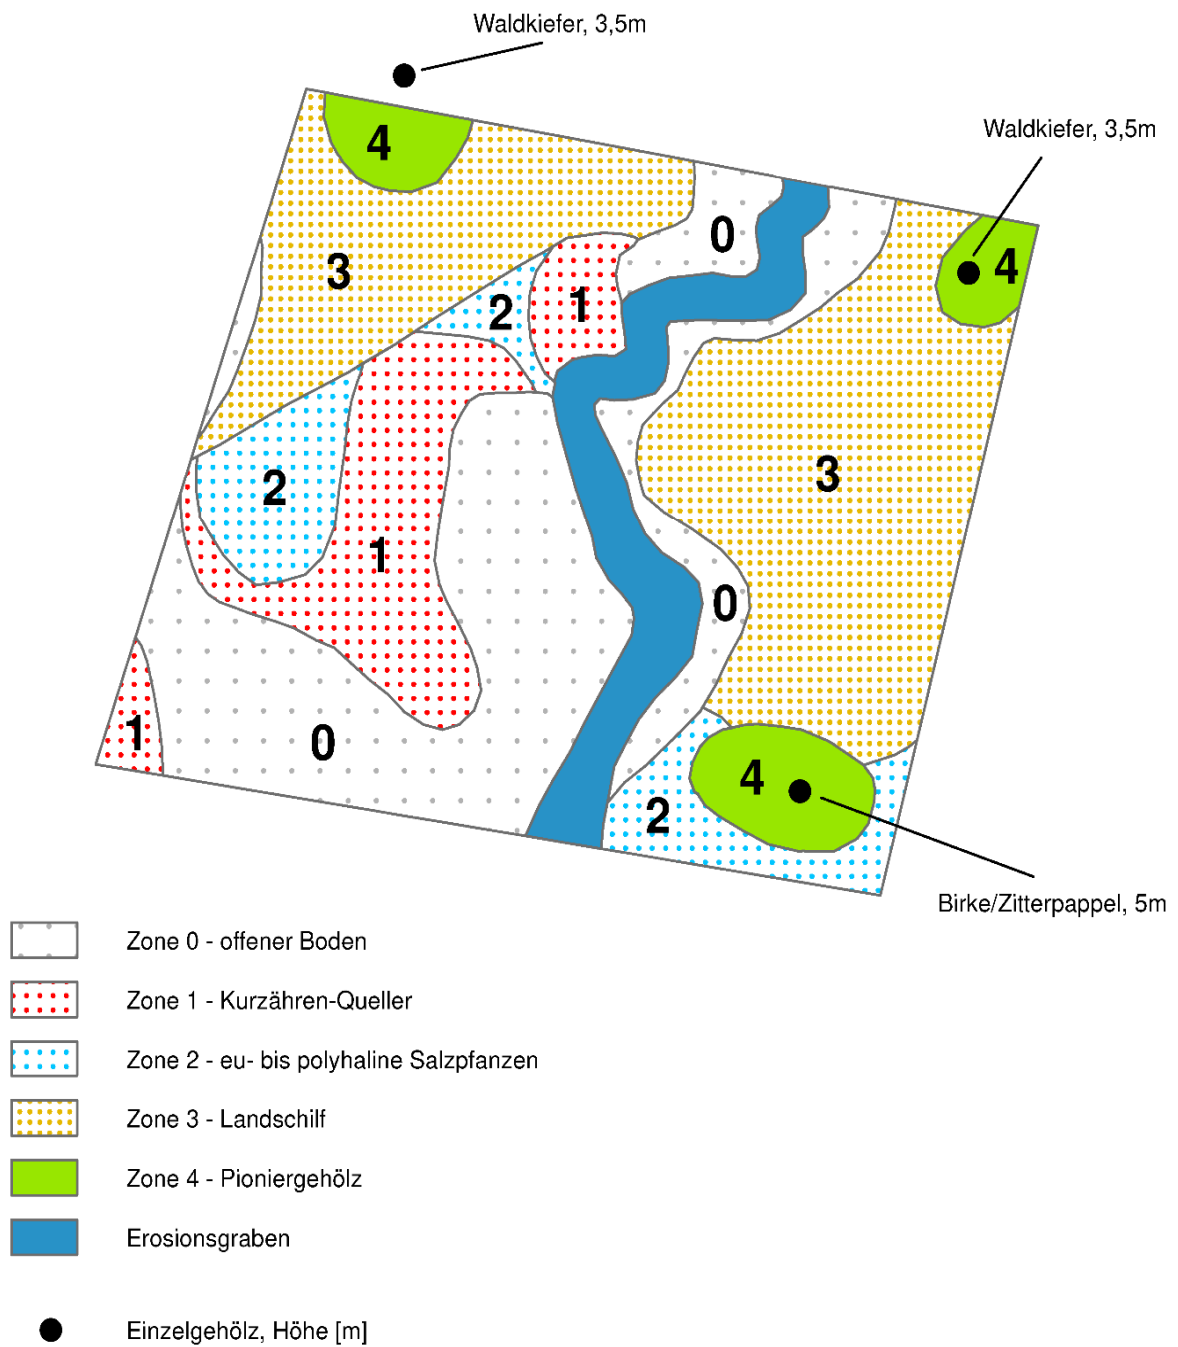 Waldkiefer, 3,5m
Waldkiefer, 3,5m
4
0
4
3
2
1
3
2
1
0
1
0
4
2
Birke/Zitterpappel, 5m
Zone 0 - offener Boden
Zone 1 - Kurzähren-Queller
Zone 2 - eu- bis polyhaline Salzpfanzen
Zone 3 - Landschilf
Zone 4 - Pioniergehölz
Erosionsgraben
Einzelgehölz, Höhe [m]